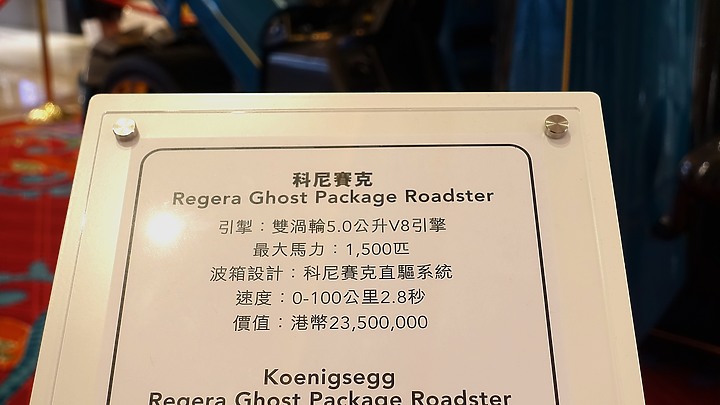 科尼賽克
Regera Ghost Package Roadster
引掣：雙渦輪5.0公升V8引擎
最大馬力：1,500匹
波箱設計：科尼賽克直驅系統
速度：0-100公里2.8秒
價值：港幣23,500,000
Koenigsegg
Regera Ghost Package Roadster